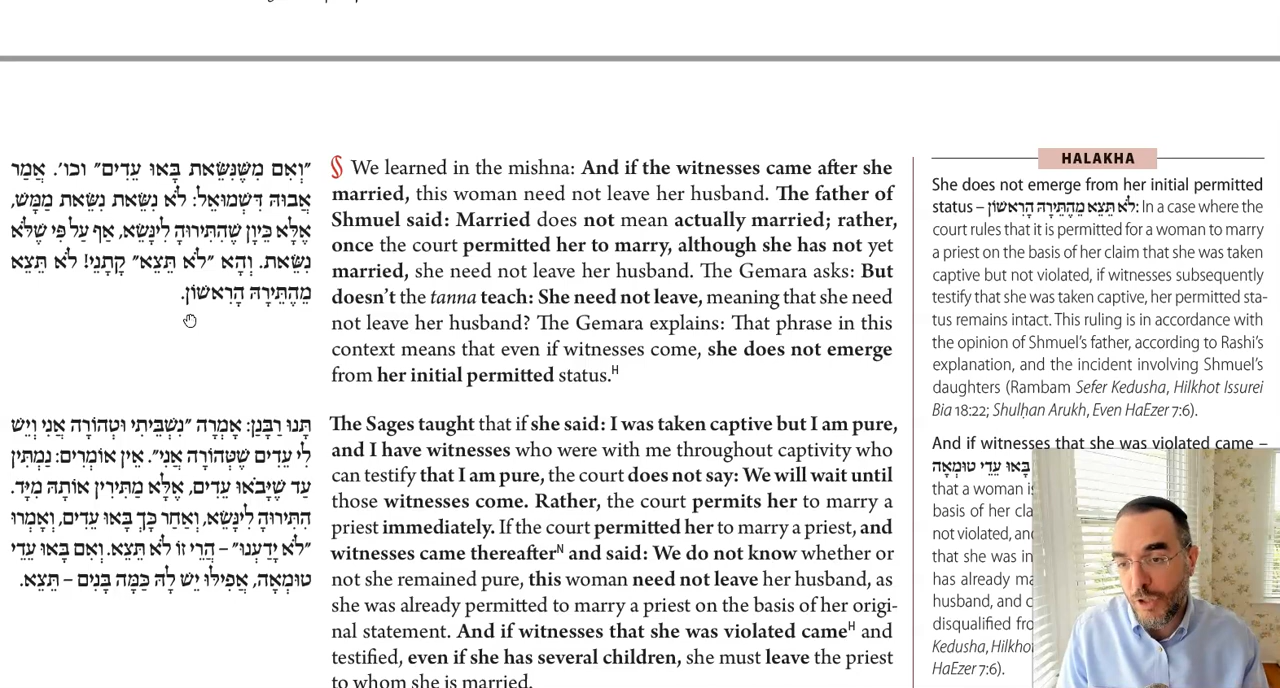 ״וְאִם מִשֶּׁנִּשֵּׂאת בָּאוּ עֵדִים״ וכו׳. אֲמַר
אֲבוּהּ דִּשְׁמוּאֵל: לֹא נִשֵּׂאת נִשֵּׂאת מַמָּשׁ,
אֶלָּא כֵּיוָן שֶׁהִתִּירוּהָ לִינָּשֵׂא, אַף עַל פִּי שֶׁלֹּא
נִשֵּׂאת. וְהָא ״לֹא תֵּצֵא״ קָתָנֵי! לֹא תֵּצֵא
מֵהֶתֵּירָהּ הָרִאשׁוֹן.
תָּנוּ רַבָּנַן: אָמְרָה ״נִשְׁבֵּיתִי וּטְהוֹרָה אֲנִי וְיֵשׁ
לִי עֵדִים שֶׁטְּהוֹרָה אֲנִי״. אֵין אוֹמְרִים: נַמְתִּין
עַד שֶׁיָּבֹאוּ עֵדִים, אֶלָּא מַתִּירִין אוֹתָהּ מִיָּד.
הִתִּירוּהָ לִינָּשֵׂא, וְאַחַר כָּךְ בָּאוּ עֵדִים, וְאָמְרוּ
״לֹא יָדַעְנוּ״ – הֲרֵי זוֹ לֹא תֵּצֵא. וְאִם בָּאוּ עֵדֵי
טוּמְאָה, אֲפִילּוּ יֵשׁ לָהּ כַּמָּה בָּנִים – תֵּצֵא.
We learned in the mishna: And if the witnesses came after she
married, this woman need not leave her husband. The father of
Shmuel said: Married does not mean actually married; rather,
once the court permitted her to marry, although she has not yet
married, she need not leave her husband. The Gemara asks: But
doesn't the tanna teach: She need not leave, meaning that she need
not leave her husband? The Gemara explains: That phrase in this
context means that even if witnesses come, she does not emerge
from her initial permitted status.H
The Sages taught that if she said: I was taken captive but I am pure,
and I have witnesses who were with me throughout captivity who
can testify that I am pure, the court does not say: We will wait until
those witnesses come. Rather, the court permits her to marry a
priest immediately. If the court permitted her to marry a priest, and
witnesses came thereafterN and said: We do not know whether or
not she remained pure, this woman need not leave her husband, as
she was already permitted to marry a priest on the basis of her origi-
nal statement. And if witnesses that she was violated cameH and
testified, even if she has several children, she must leave the priest
to whom she is married.
HALAKHA
She does not emerge from her initial permitted
status – לֹא תֵּצֵא מֵהֶתֵּירָהּ הָרִאשׁוֹן: In a case where the
court rules that it is permitted for a woman to marry
a priest on the basis of her claim that she was taken
captive but not violated, if witnesses subsequently
testify that she was taken captive, her permitted sta-
tus remains intact. This ruling is in accordance with
the opinion of Shmuel's father, according to Rashi's
explanation, and the incident involving Shmuel's
daughters (Rambam Sefer Kedusha, Hilkhot Issurei
Bia 18:22; Shulḥan Arukh, Even HaEzer 7:6).
And if witnesses that she was violated came –
בָּאוּ עֵדֵי טוּמְאָה
that a woman
basis of her
not violated,
that she was in
has already
husband, and
disqualified
Kedusha,
HaEzer 7:6).